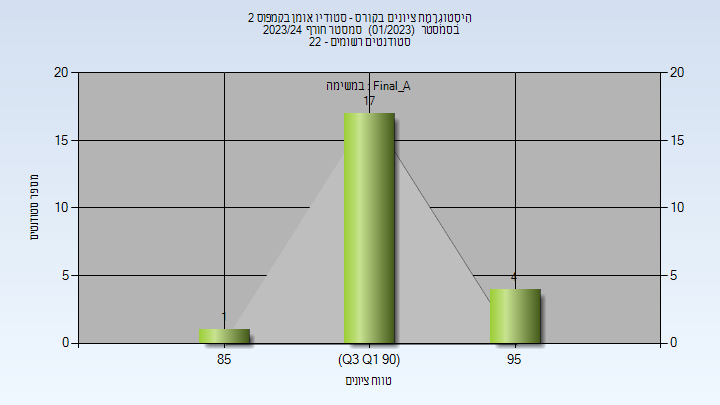 היסטוגרמת ציונים בקורס - סטודיו אומן בקמפוס 2
בסמסטר (01/2023) סמסטר חורף 2023/24
סטודנטים רשומים - 22
במשימה : Final_A
20
15
10
5
0
20
15
10
5
0
1
17
4
מספר סטודנטים
85
(Q3 Q1 90)
95
טווח ציונים